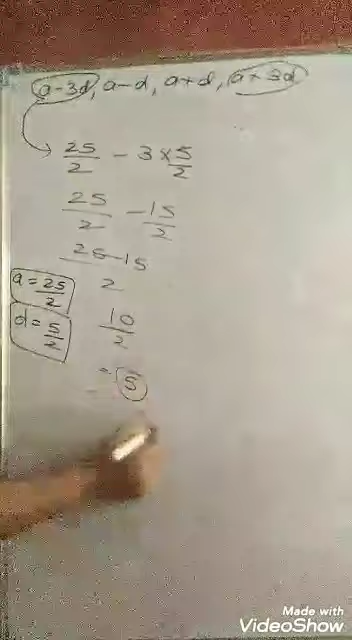 a-3d, a-d, a+d, a+3d
25/2 - 3×5/2
25/2 - 15/2
25-15/2
a=25/2
d=5/2
10/2
=5
Made with
VideoShow